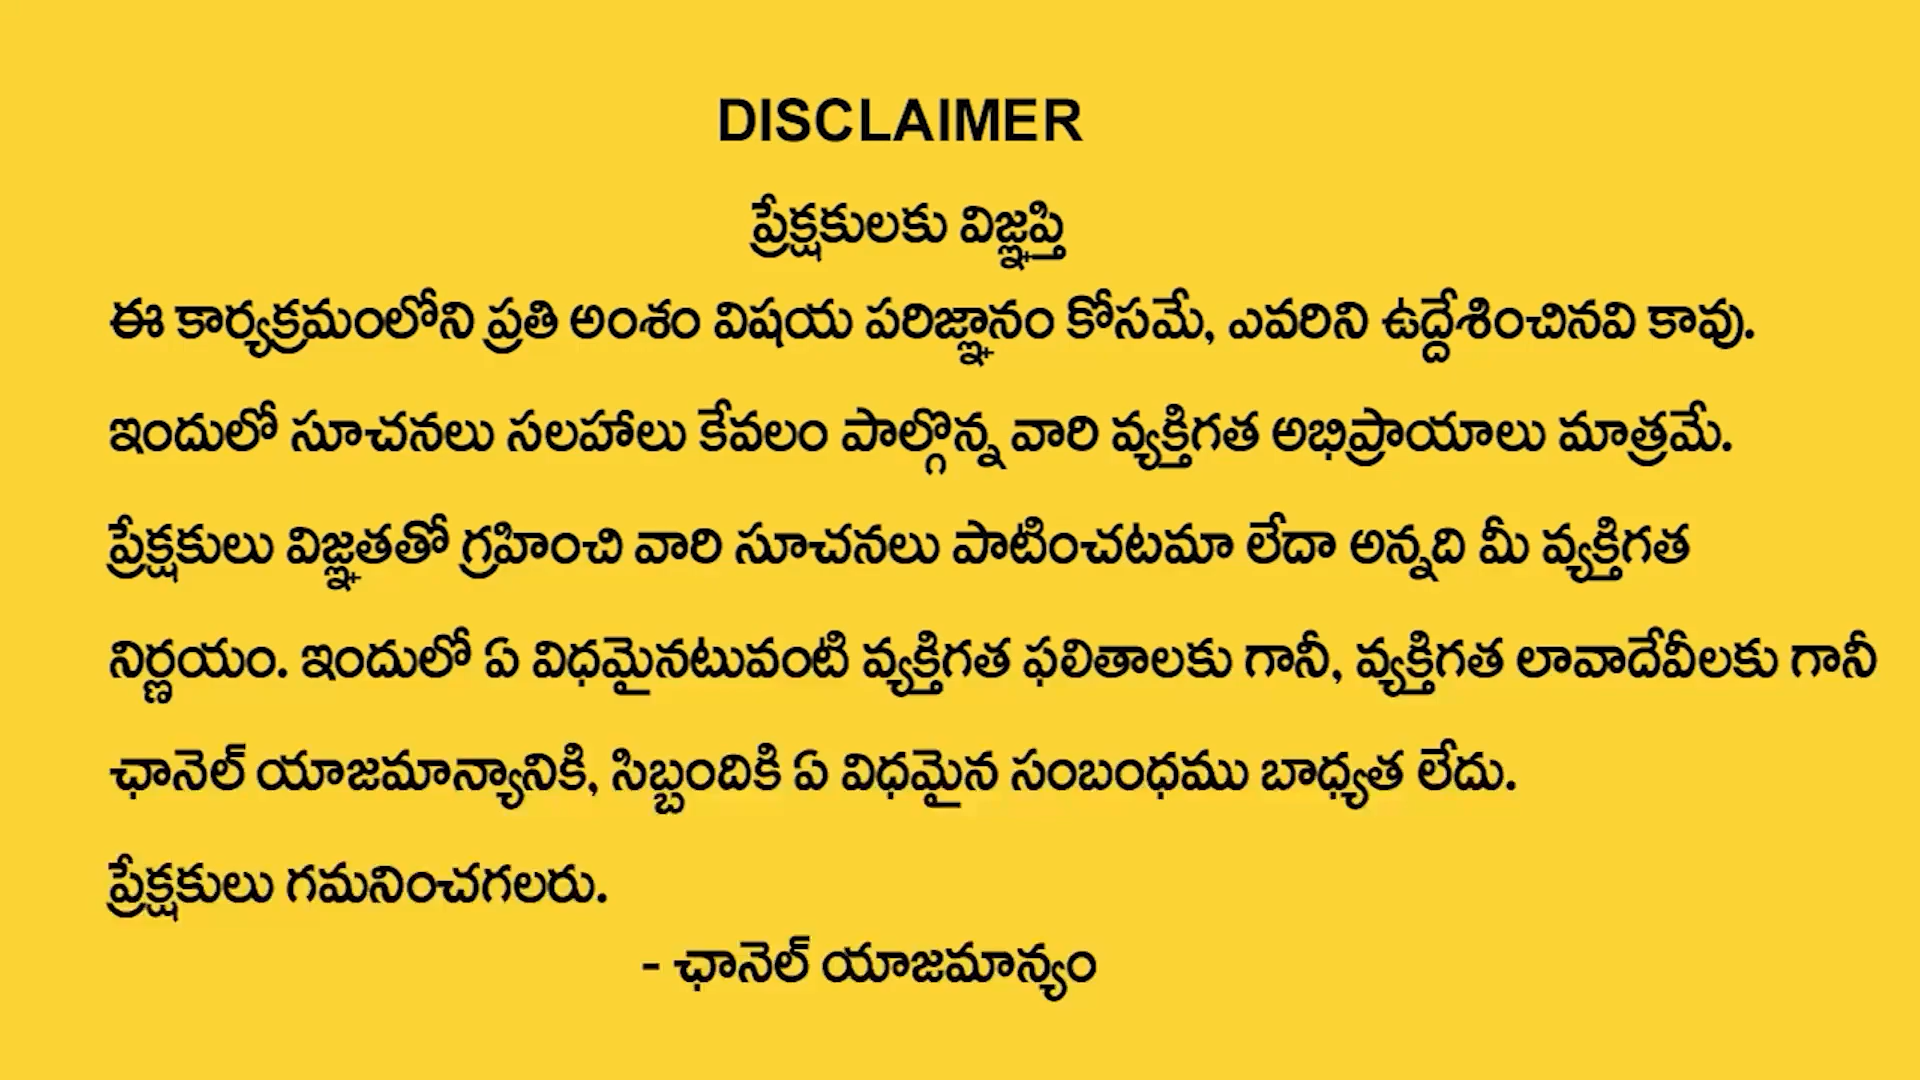 DISCLAIMER
ప్రేక్షకులకు విజ్ఞప్తి
ఈ కార్యక్రమంలోని ప్రతి అంశం విషయ పరిజ్ఞానం కోసమే, ఎవరిని ఉద్దేశించినవి కావు.
ఇందులో సూచనలు సలహాలు కేవలం పాల్గొన్న వారి వ్యక్తిగత అభిప్రాయాలు మాత్రమే.
ప్రేక్షకులు విజ్ఞతతో గ్రహించి వారి సూచనలు పాటించటమా లేదా అన్నది మీ వ్యక్తిగత
నిర్ణయం. ఇందులో ఏ విధమైనటువంటి వ్యక్తిగత ఫలితాలకు గానీ, వ్యక్తిగత లావాదేవీలకు గానీ
ఛానెల్ యాజమాన్యానికి, సిబ్బందికి ఏ విధమైన సంబంధము బాధ్యత లేదు.
ప్రేక్షకులు గమనించగలరు.
- ఛానెల్ యాజమాన్యం